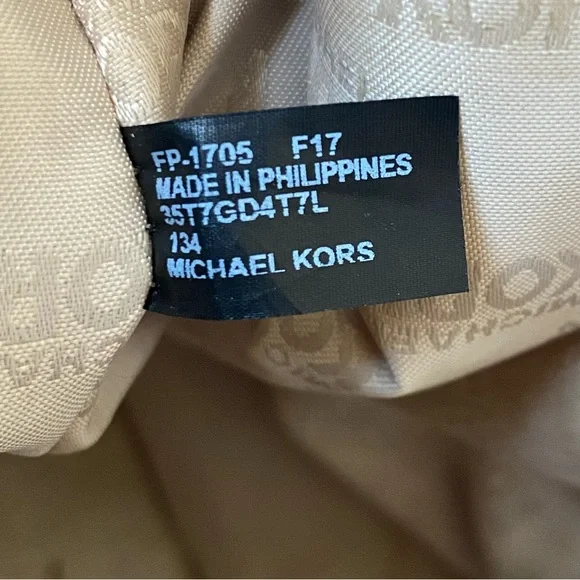 FP-1705 F17
MADE IN PHILIPPINES
35T7GD4T7L
134
MICHAEL KORS